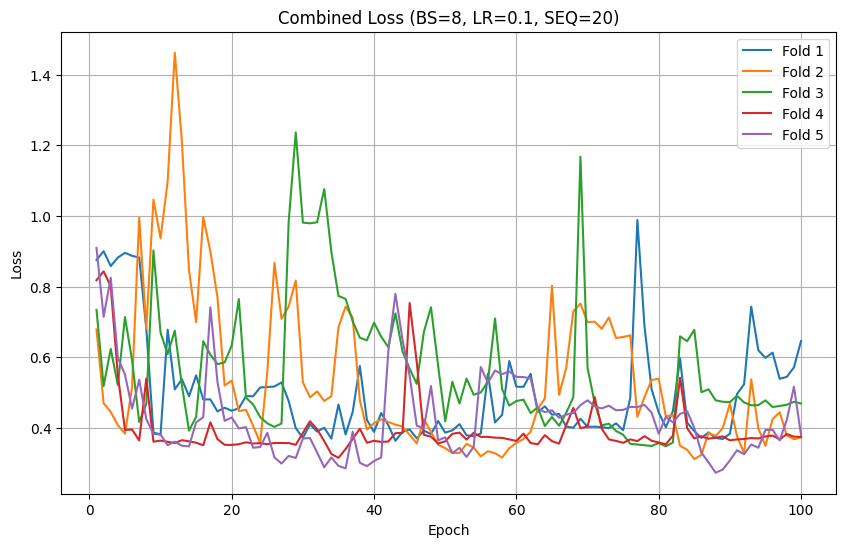 Combined Loss (BS=8, LR=0.1, SEQ=20)
Fold 1
Fold 2
Fold 3
Fold 4
Fold 5
Loss
1.4
1.2
1.0
0.8
0.6
0.4
0 20 40 60 80 100
Epoch